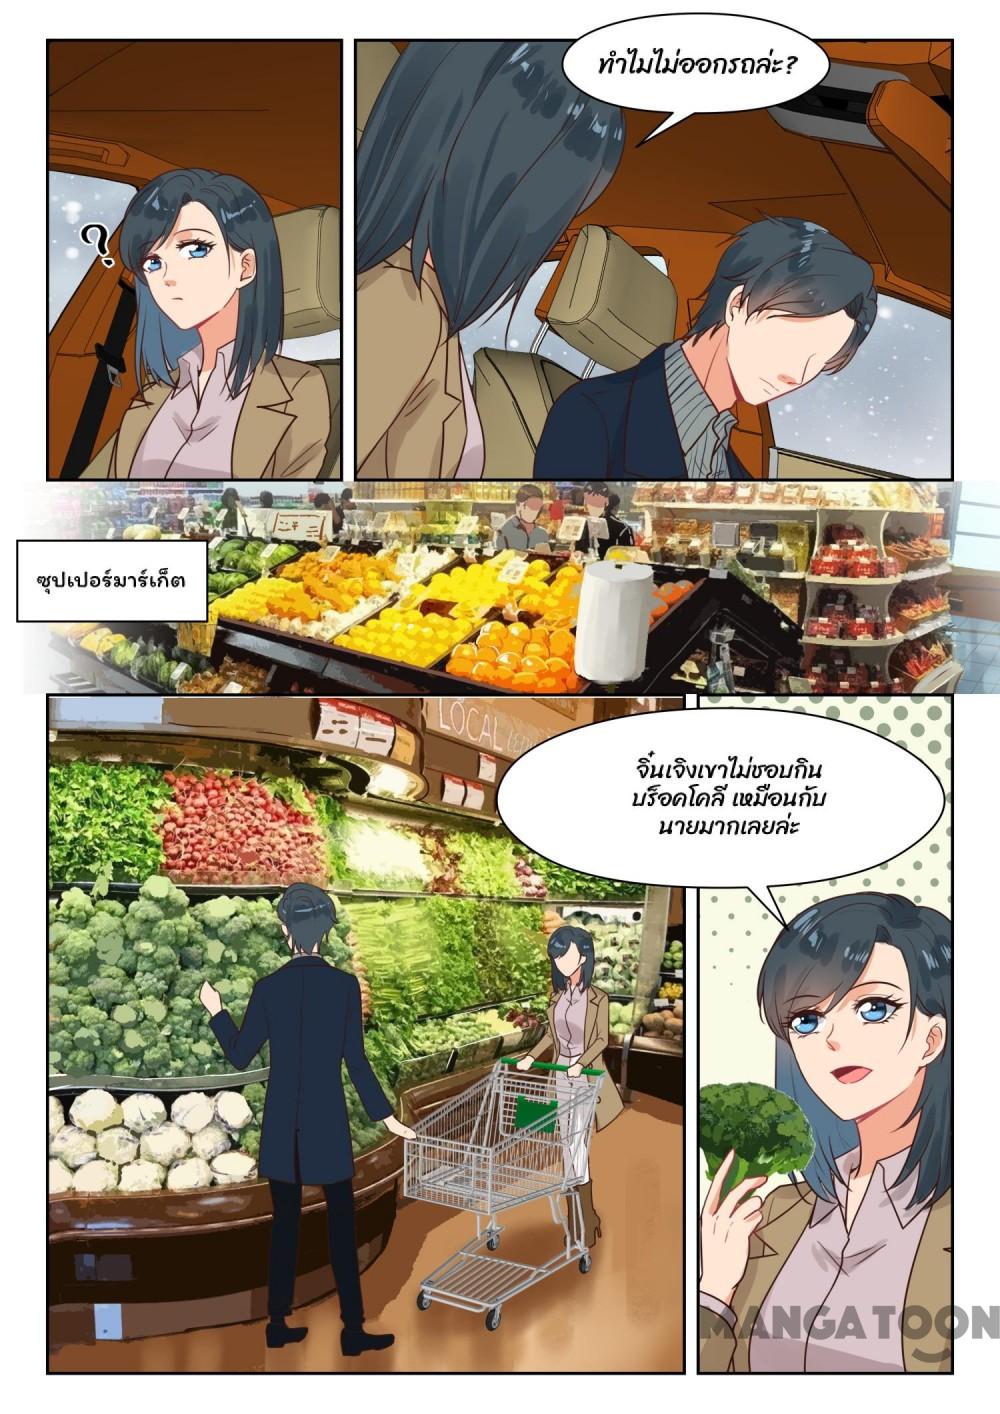 ทำไมไม่ออกรถล่ะ?
?
ซุปเปอร์มาร์เก็ต
LOCAL
จิ๋นเจิงเขาไม่ชอบกิน
บร็อคโคลี เหมือนกับ
นายมากเลยล่ะ
MANGATOON